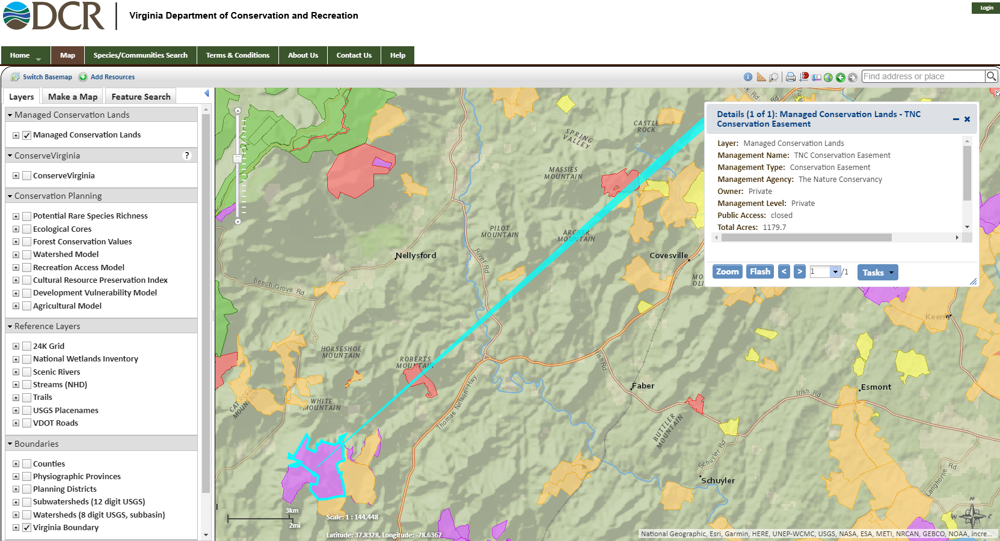 DCR
Virginia Department of Conservation and Recreation
Login
Home
Map
Species/Communities Search
Terms & Conditions
About Us
Contact Us
Help
Switch Basemap
Add Resources
Find address or place
Layers
Make a Map
Feature Search
Managed Conservation Lands
Managed Conservation Lands
ConserveVirginia
?
ConserveVirginia
Conservation Planning
Potential Rare Species Richness
Ecological Cores
Forest Conservation Values
Watershed Model
Recreation Access Model
Cultural Resource Preservation Index
Development Vulnerability Model
Agricultural Model
Reference Layers
24K Grid
National Wetlands Inventory
Scenic Rivers
Streams (NHD)
Trails
USGS Placenames
VDOT Roads
Boundaries
Counties
Physiographic Provinces
Planning Districts
Subwatersheds (12 digit USGS)
Watersheds (8 digit USGS, subbasin)
Virginia Boundary
Details (1 of 1): Managed Conservation Lands - TNC
Conservation Easement
Layer: Managed Conservation Lands
Management Name: TNC Conservation Easement
Management Type: Conservation Easement
Management Agency: The Nature Conservancy
Owner: Private
Management Level: Private
Public Access: closed
Total Acres: 1179.7
Zoom
Flash
<
>
1
/1
Tasks
CASTLE
ROCK
SPRING
VALLEY
MASSIES
MOUNTAIN
PILOT
MOUNTAIN
ARCHER
MOUNTAIN
Nellysford
River Rd
Covesville
Beech Grove Rd
Keene
HORSESHOE
MOUNTAIN
ROBERTS
MOUNTAIN
Irish Rd
Faber
Esmont
Irish Rd
WHITE
MOUNTAIN
Thomas Nelson Hwy
BUTTLER
MOUNTAIN
Schuyler Rd
Schuyler
Langhorne Rd
3km
2mi
Scale: 1 : 144,448
Latitude: 37.8328, Longitude: -78.6367
N
W
E
National Geographic, Esri, Garmin, HERE, UNEP-WCMC, USGS, NASA, ESA, METI, NRCAN, GEBCO, NOAA, incre...